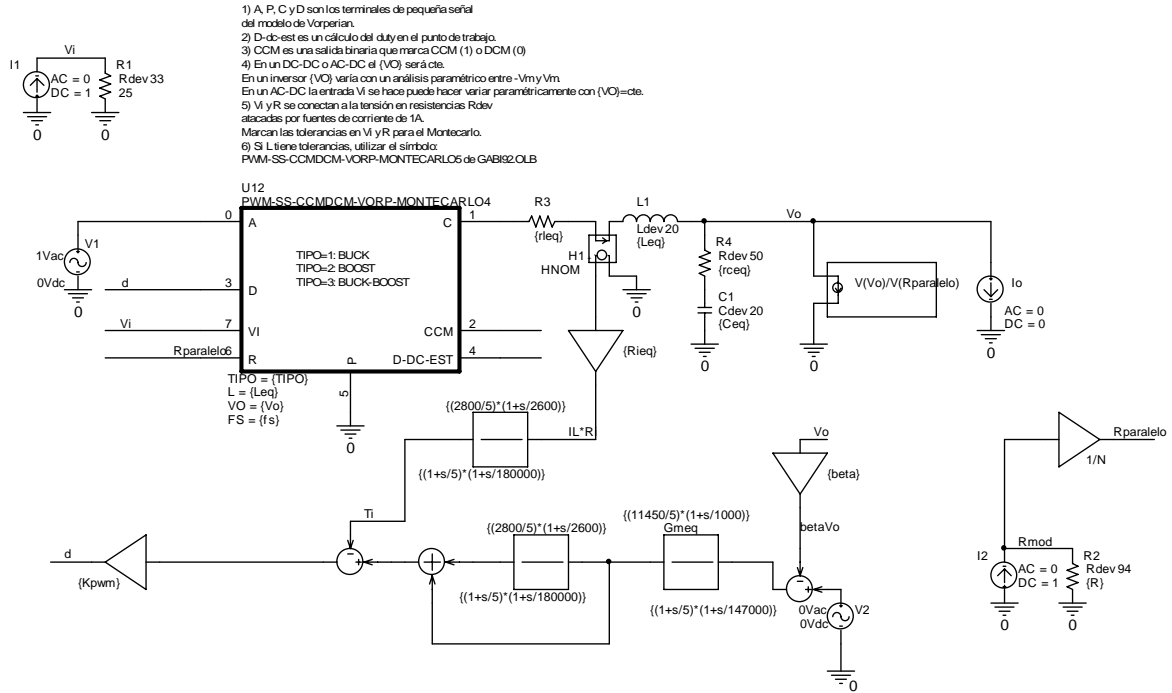 1) A, P, C y D son los terminales de pequeña señal
del modelo de Vorperian.
2) D-dc-est es un cálculo del duty en el punto de trabajo.
3) CCM es una salida binaria que marca CCM (1) o DCM (0)
4) En un DC-DC o AC-DC el {VO} será cte.
En un inversor {VO} varía con un análisis paramétrico entre -Vm y Vm.
En un AC-DC la entrada Vi se hace puede hacer variar paramétricamente con {VO}=cte.
5) Vi y R se conectan a la tensión en resistencias Rdev
atacadas por fuentes de corriente de 1A.
Marcan las tolerancias en Vi y R para el Montecarlo.
6) Si L tiene tolerancias, utilizar el símbolo:
PWM-SS-CCMDCM-VORP-MONTECARLO5 de GABI92.OLB
Vi
I1
AC = 0
DC = 1
R1
Rdev33
25
0
0
U12
PWM-SS-CCMDCM-VORP-MONTECARLO4
0
A
C
1
TIPO=1: BUCK
TIPO=2: BOOST
TIPO=3: BUCK-BOOST
3
D
d
Vi
7
VI
CCM
2
Rparalelo
6
R
P
D-DC-EST
4
5
0
TIPO = {TIPO}
L = {Leq}
VO = {Vo}
FS = {fs}
1Vac
0Vdc
V1
0
R3
{rleq}
H1
HNOM
0
L1
Ldev20
{Leq}
R4
Rdev50
{rceq}
C1
Cdev20
{Ceq}
0
Vo
V(Vo)/V(Rparalelo)
0
Io
AC = 0
DC = 0
0
{Rieq}
IL*R
{(2800/5)*(1+s/2600)}
{(1+s/5)*(1+s/180000)}
Ti
d
{Kpwm}
{(2800/5)*(1+s/2600)}
{(1+s/5)*(1+s/180000)}
{(11450/5)*(1+s/1000)}
Gmeq
{(1+s/5)*(1+s/147000)}
Vo
{beta}
betaVo
0Vac
0Vdc
V2
0
Rparalelo
1/N
Rmod
I2
AC = 0
DC = 1
R2
Rdev94
{R}
0
0